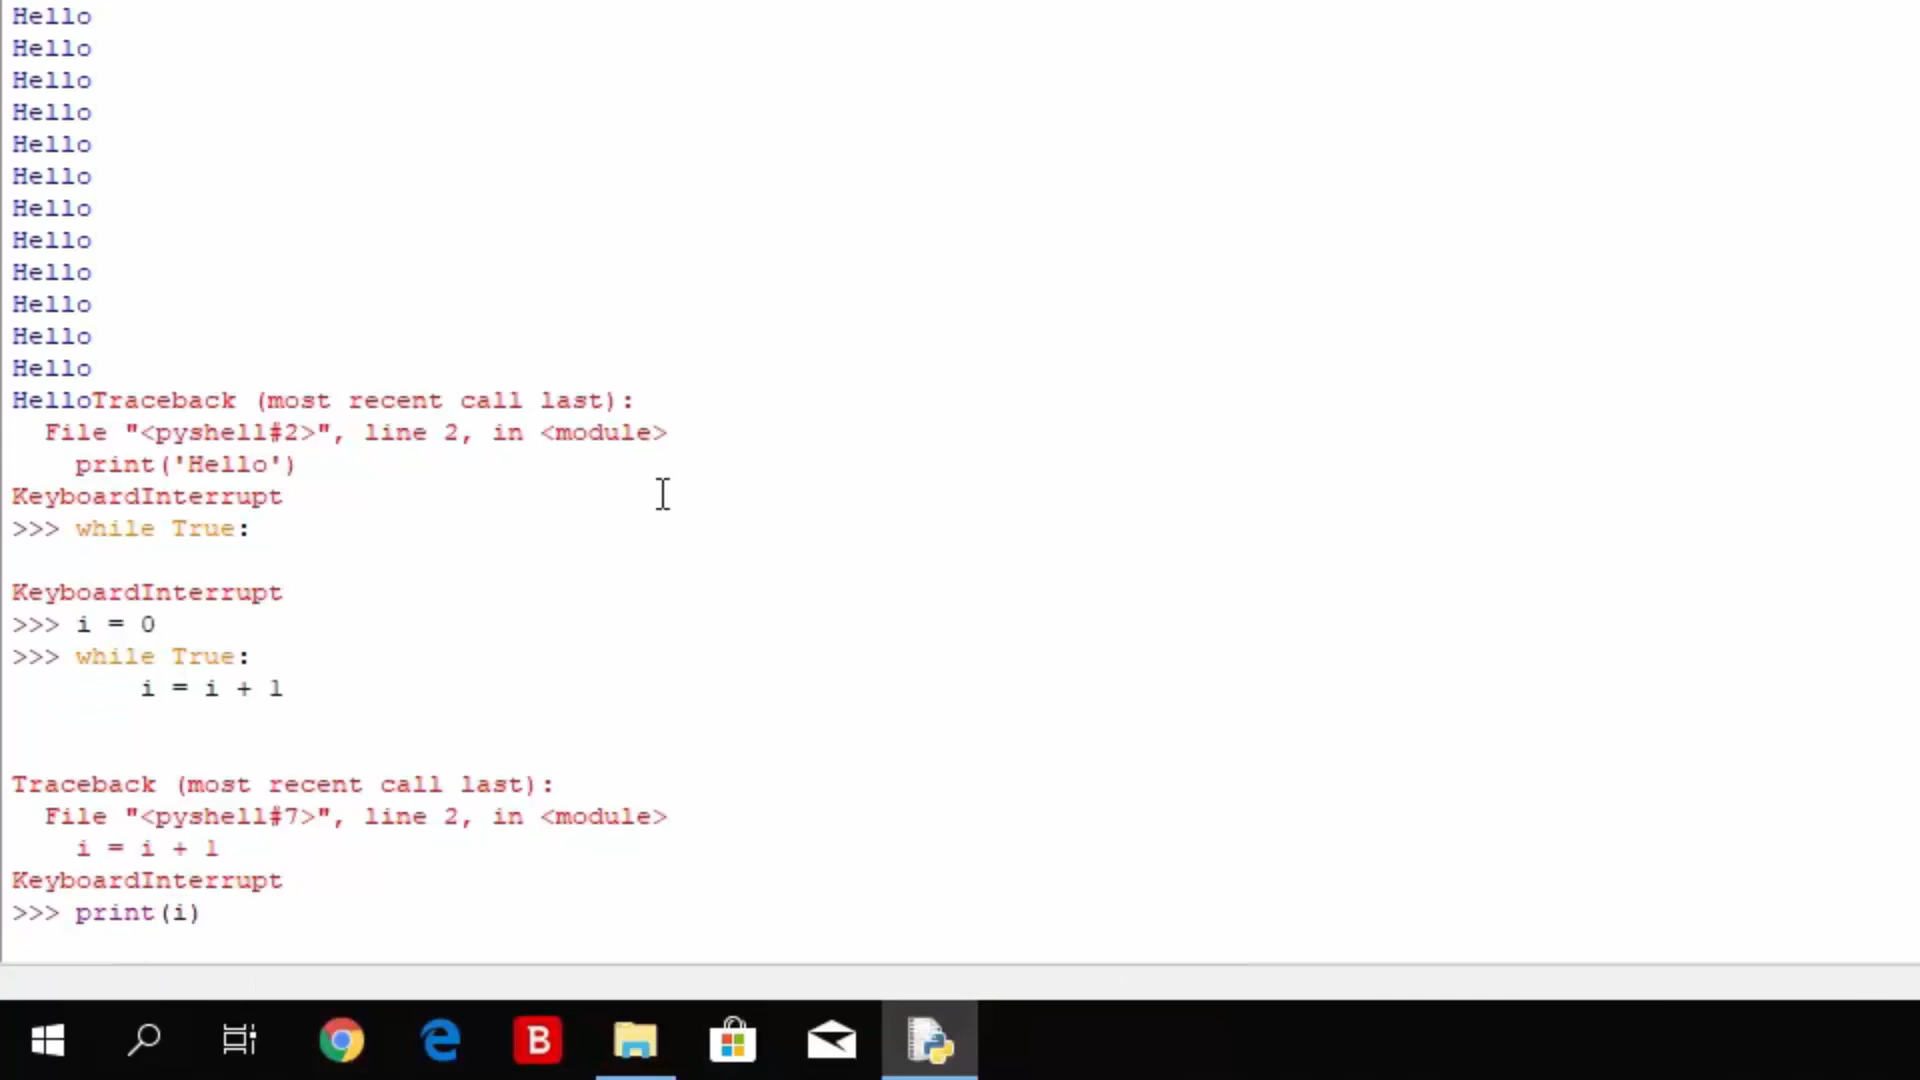 Hello
Hello
Hello
Hello
Hello
Hello
Hello
Hello
Hello
Hello
Hello
Hello
HelloTraceback (most recent call last):
  File "<pyshell#2>", line 2, in <module>
    print('Hello')
KeyboardInterrupt
>>> while True:
KeyboardInterrupt
>>> i = 0
>>> while True:
        i = i + 1
Traceback (most recent call last):
  File "<pyshell#7>", line 2, in <module>
    i = i + 1
KeyboardInterrupt
>>> print(i)
B